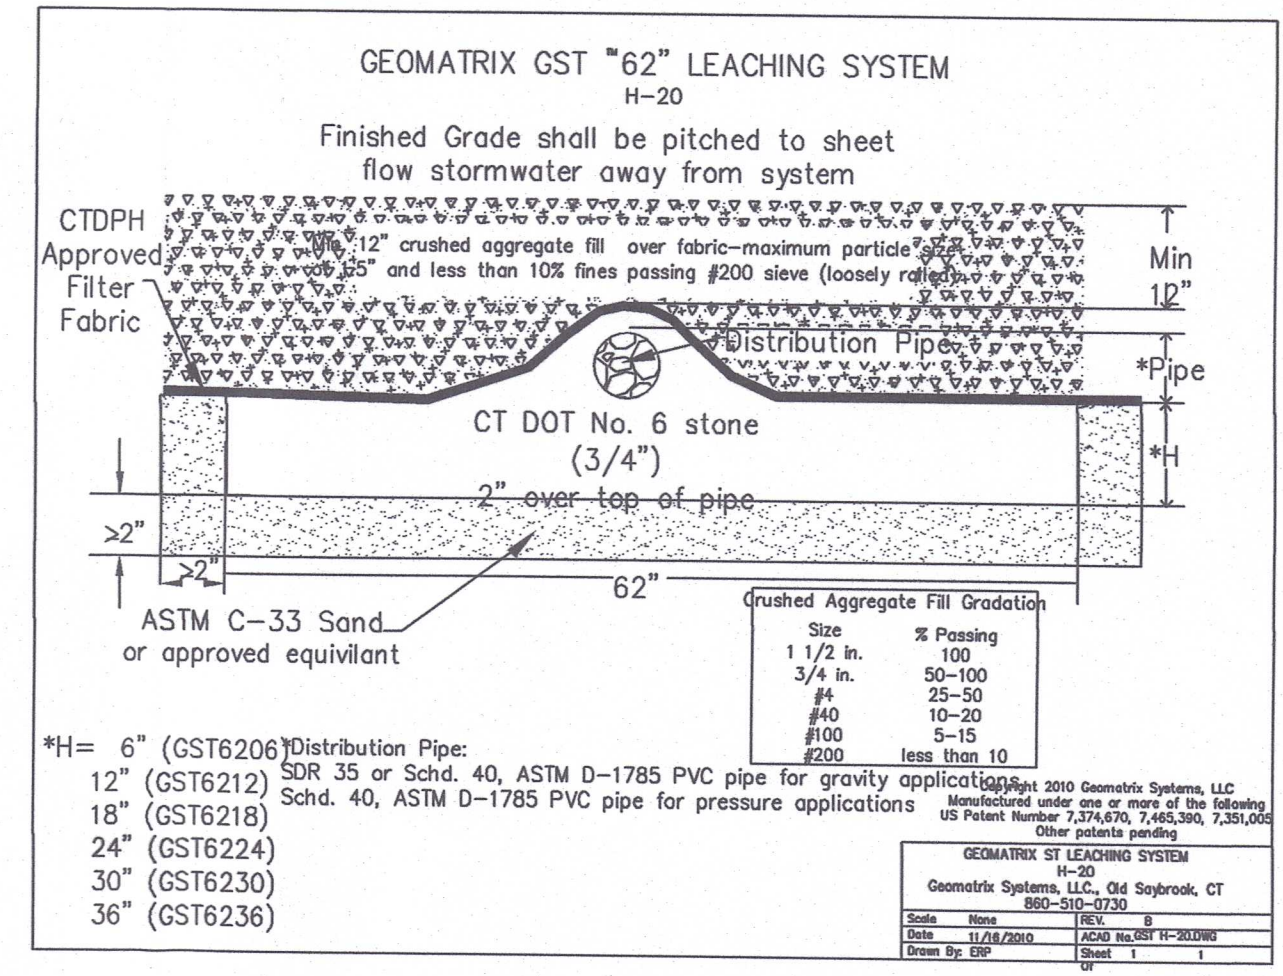 GEOMATRIX GST ™62” LEACHING SYSTEM
H-20
Finished Grade shall be pitched to sheet
flow stormwater away from system
CTDPH
Approved
Filter
Fabric
Min 12” crushed aggregate fill over fabric-maximum particle size
of 1.5” and less than 10% fines passing #200 sieve (loosely rolled)
Min
12”
Distribution Pipe
*Pipe
CT DOT No. 6 stone
(3/4”)
2” over top of pipe
*H
≥2”
≥2”
62”
ASTM C-33 Sand
or approved equivilant
Crushed Aggregate Fill Gradation
Size % Passing
1 1/2 in. 100
3/4 in. 50-100
#4 25-50
#40 10-20
#100 5-15
#200 less than 10
*H= 6” (GST6206)
12” (GST6212)
18” (GST6218)
24” (GST6224)
30” (GST6230)
36” (GST6236)
*Distribution Pipe:
SDR 35 or Schd. 40, ASTM D-1785 PVC pipe for gravity applications
Schd. 40, ASTM D-1785 PVC pipe for pressure applications
Copyright 2010 Geomatrix Systems, LLC
Manufactured under one or more of the following
US Patent Number 7,374,670, 7,465,390, 7,351,005
Other patents pending
GEOMATRIX ST LEACHING SYSTEM
H-20
Geomatrix Systems, LLC., Old Saybrook, CT
860-510-0730
Scale None REV. B
Date 11/16/2010 ACAD No. GST H-20.DWG
Drawn By: ERP Sheet 1 1
Of